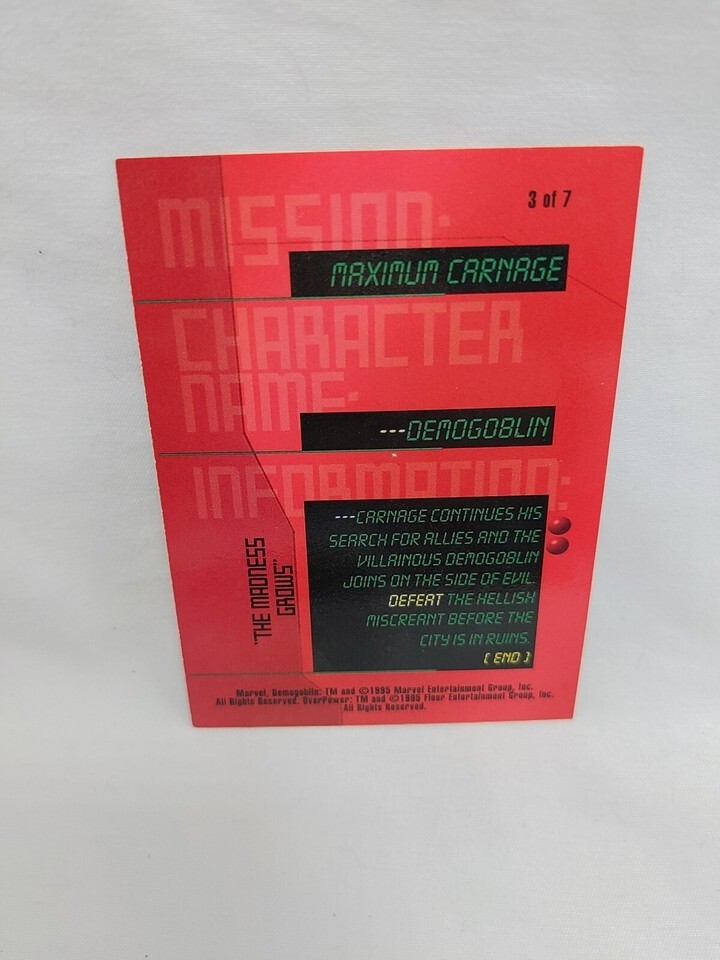 3 of 7
MISSION:
MAXIMUM CARNAGE
CHARACTER
NAME:
---DEMOGOBLIN
INFORMATION:
---CARNAGE CONTINUES HIS
SEARCH FOR ALLIES AND THE
VILLAINOUS DEMOGOBLIN
JOINS ON THE SIDE OF EVIL.
DEFEAT THE HELLISH
MISCREANT BEFORE THE
CITY IS IN RUINS.
[ END ]
"THE MADNESS
GROWS"
Marvel, Demogoblin: TM and ©1995 Marvel Entertainment Group, Inc.
All Rights Reserved. OverPower: TM and ©1995 Fleer Entertainment Group, Inc.
All Rights Reserved.